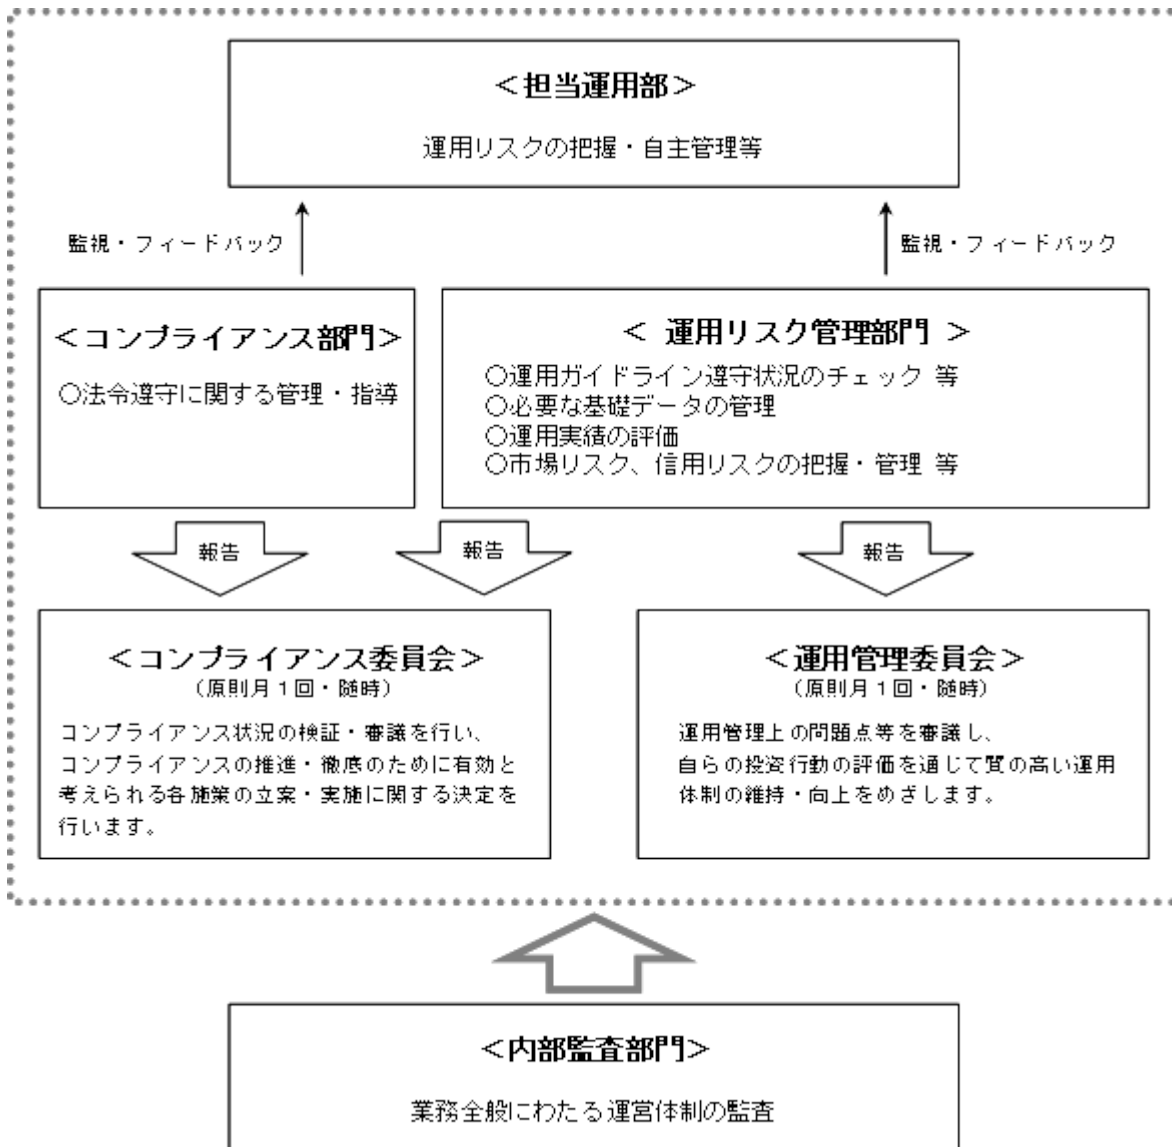 ＜担当運用部＞
運用リスクの把握・自主管理等
監視・フィードバック
監視・フィードバック
＜コンプライアンス部門＞
○法令遵守に関する管理・指導
＜ 運用リスク管理部門 ＞
○運用ガイドライン遵守状況のチェック 等
○必要な基礎データの管理
○運用実績の評価
○市場リスク、信用リスクの把握・管理 等
報告
報告
報告
＜コンプライアンス委員会＞
（原則月１回・随時）
コンプライアンス状況の検証・審議を行い、
コンプライアンスの推進・徹底のために有効と
考えられる各施策の立案・実施に関する決定を
行います。
＜運用管理委員会＞
（原則月１回・随時）
運用管理上の問題点等を審議し、
自らの投資行動の評価を通じて質の高い運用
体制の維持・向上をめざします。
＜内部監査部門＞
業務全般にわたる運営体制の監査